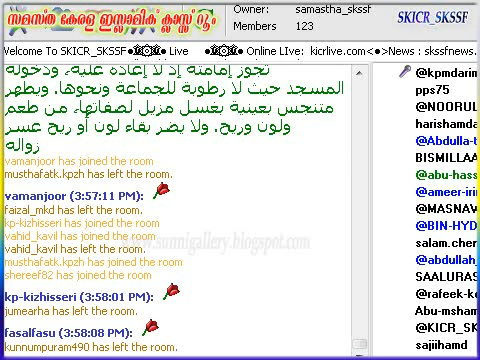 സമസ്ത കേരള ഇസ്ലാമിക് ക്ലാസ്സ് റൂം
Owner: samastha_skssf
Members 123
SKICR_SKSSF
Welcome To SKICR_SKSSF Live Online LIve: kicrlive.com<●>News : skssfnews.
تجوز إمامته إذ لا إعادة عليه، ودخوله
المسجد حيث لا رطوبة للجماعة ونحوها. ويطهر
متنجس بعينية بغسل مزيل لصفاتها، من طعم
ولون وريح. ولا يضر بقاء لون أو ريح عسر
زواله
vamanjoor has joined the room
musthafatk.kpzh has left the room.
vamanjoor (3:57:11 PM):
faizal_mkd has left the room.
kp-kizhisseri has joined the room
vahid_kavil has joined the room
vahid_kavil has left the room.
musthafatk.kpzh has joined the room
shereef82 has joined the room
kp-kizhisseri (3:58:01 PM):
jumearha has left the room.
fasalfasu (3:58:08 PM):
kunnumpuram490 has left the room.
www.sunnigallery.blogspot.com
@kpmdarim
pps75
@NOORUL
harishamda
@Abdulla-t
BISMILLAA
@abu-hass
@ameer-irin
@MASNAV
@BIN-HYD
salam.cher
@abdullah_
SAALURAS
@rafeek-k
Abu-msham
@KICR_SK
sajiihamd